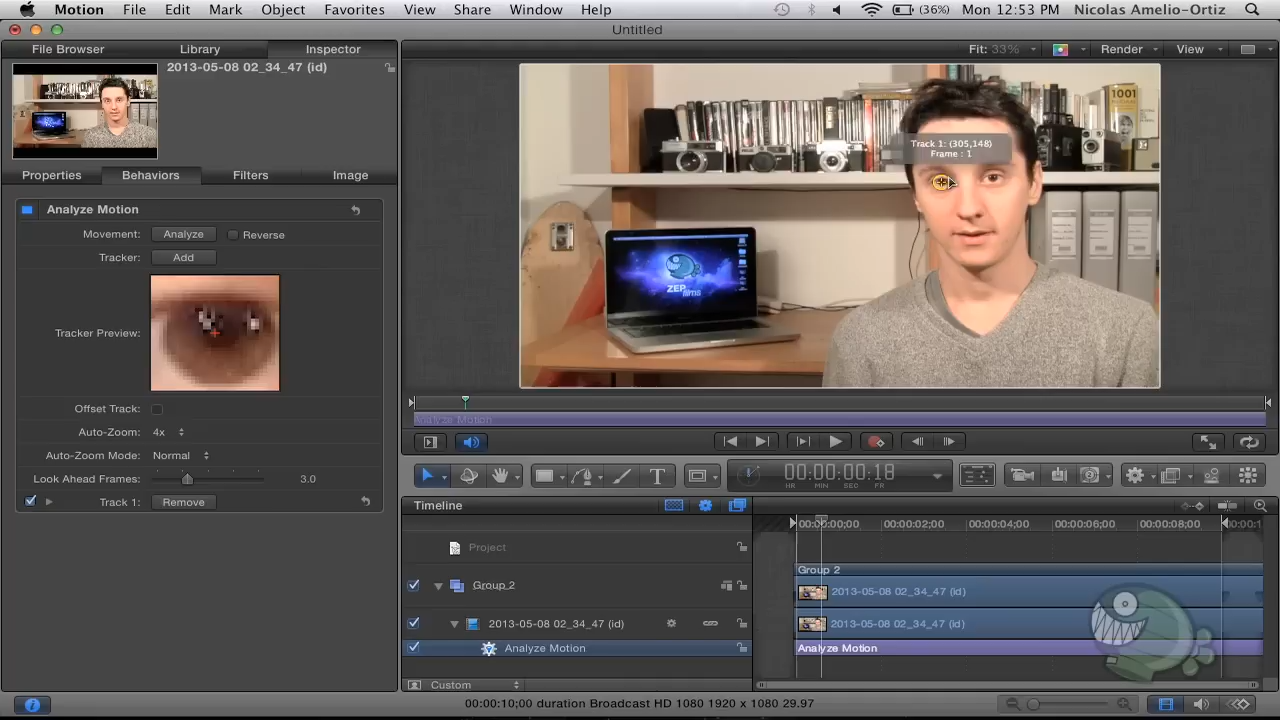 Motion File Edit Mark Object Favorites View Share Window Help (36%) Mon 12:53 PM Nicolas Amelio-Ortiz
Untitled
File Browser Library Inspector
Fit: 33% Render View
2013-05-08 02_34_47 (id)
1001
Track 1: (305,148)
Frame : 1
Properties Behaviors Filters Image
Analyze Motion
Movement: Analyze Reverse
Tracker: Add
ZEP
films
Tracker Preview:
Offset Track:
Auto-Zoom: 4x
Auto-Zoom Mode: Normal
Look Ahead Frames: 3.0
Track 1: Remove
Analyze Motion
00:00:00:18
HR MIN SEC FR
Timeline
00:00:00;00 00:00:02;00 00:00:04;00 00:00:06;00 00:00:08;00 00:00:1
Project
Group 2
Group 2
2013-05-08 02_34_47 (id)
2013-05-08 02_34_47 (id)
2013-05-08 02_34_47 (id)
Analyze Motion
Analyze Motion
Custom
00:00:10;00 duration Broadcast HD 1080 1920 x 1080 29.97